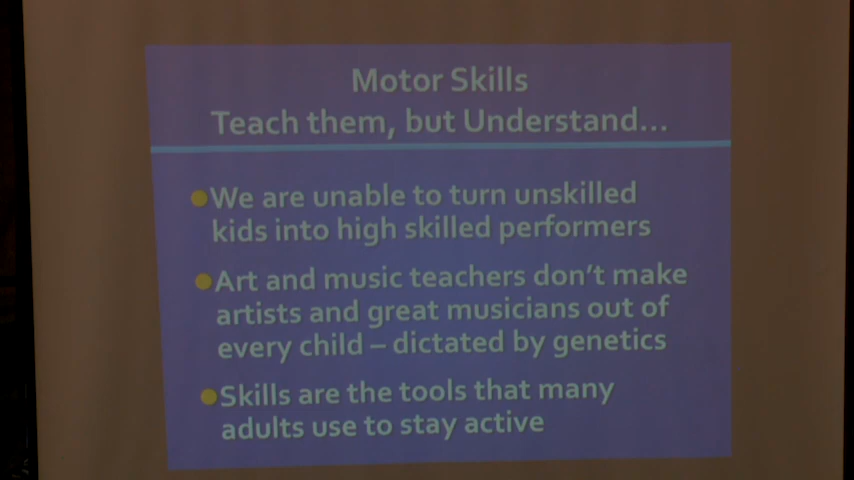 Motor Skills
Teach them, but Understand...
We are unable to turn unskilled
kids into high skilled performers
Art and music teachers don't make
artists and great musicians out of
every child – dictated by genetics
Skills are the tools that many
adults use to stay active